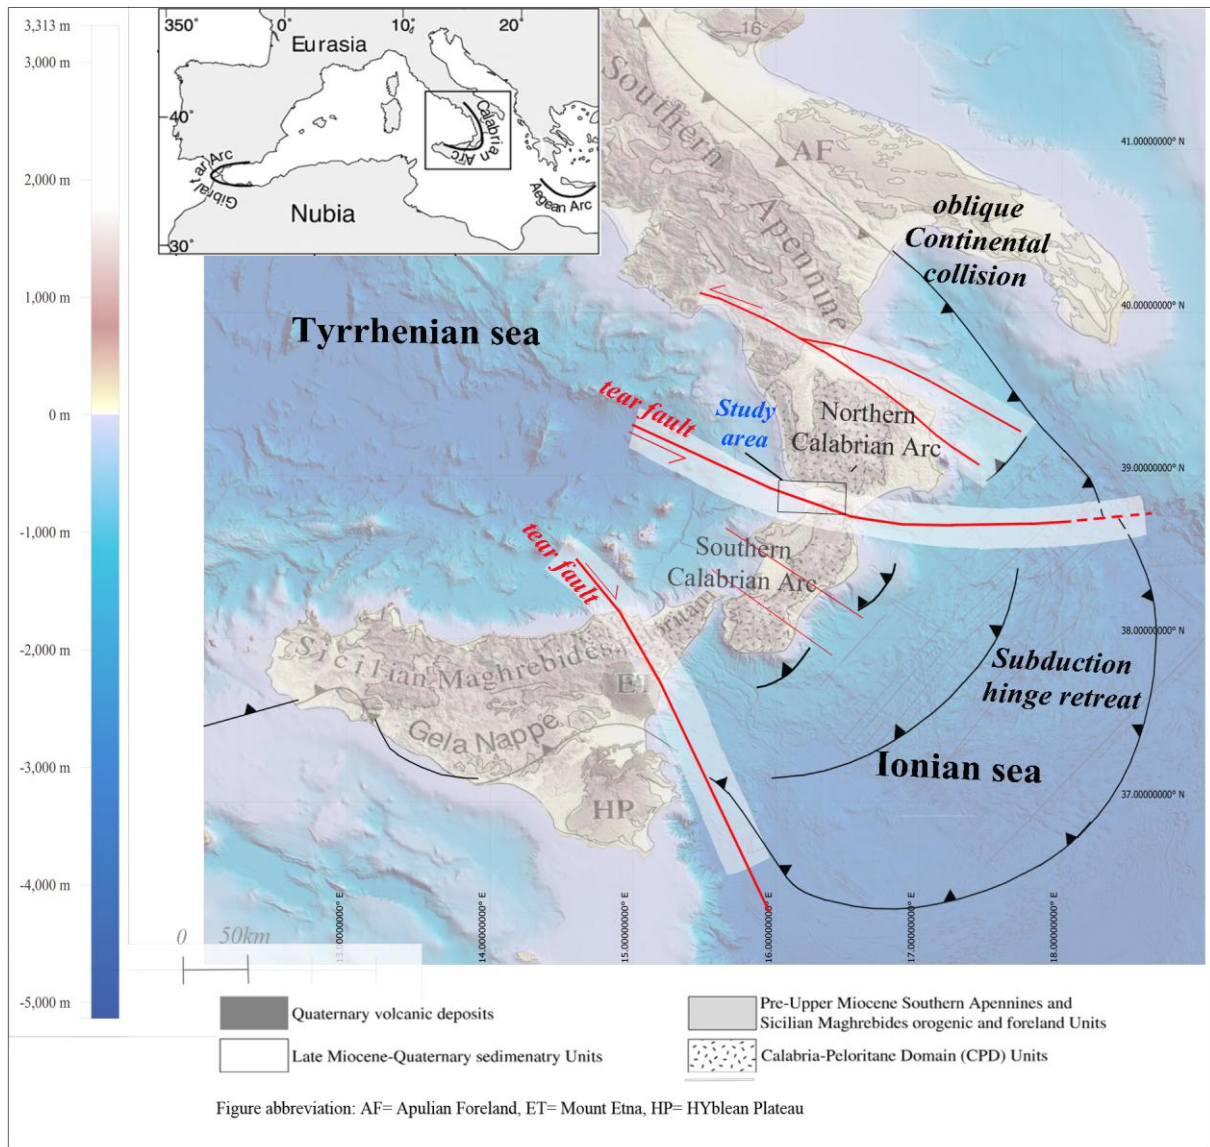 3,313 m
3,000 m
2,000 m
1,000 m
0 m
-1,000 m
-2,000 m
-3,000 m
-4,000 m
-5,000 m
350°
0°
10°
20°
40°
30°
Eurasia
Nubia
Calabrian Arc
Gibraltar Arc
Aegean Arc
16°
Southern
Apennine
AF
41.00000000° N
oblique
Continental
collision
40.00000000° N
Tyrrhenian sea
tear fault
Study
area
Northern
Calabrian Arc
39.00000000° N
tear fault
Southern
Calabrian Arc
38.00000000° N
Sicilian Maghrebides
Gela Nappe
HP
Subduction
hinge retreat
Ionian sea
37.00000000° N
13.00000000° E
14.00000000° E
15.00000000° E
16.00000000° E
17.00000000° E
18.00000000° E
0 50km
Quaternary volcanic deposits
Late Miocene-Quaternary sedimenatry Units
Pre-Upper Miocene Southern Apennines and
Sicilian Maghrebides orogenic and foreland Units
Calabria-Peloritane Domain (CPD) Units
Figure abbreviation: AF= Apulian Foreland, ET= Mount Etna, HP= HYblean Plateau